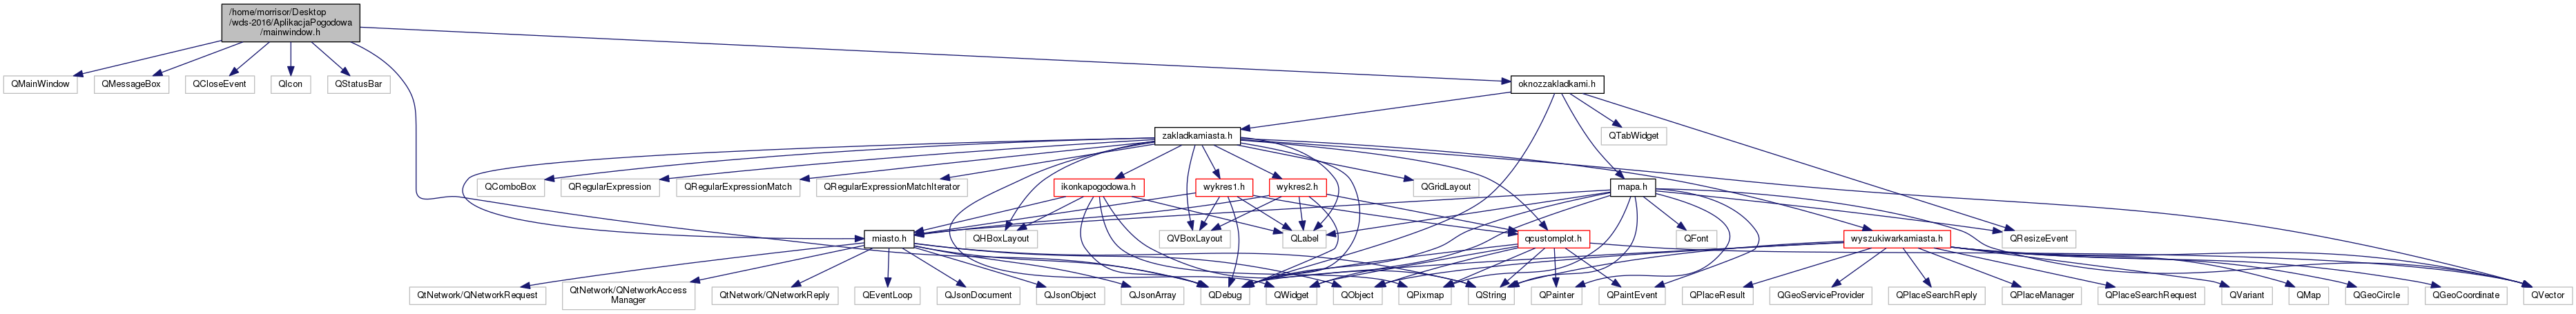 /home/morrisor/Desktop
/wds-2016/AplikacjaPogodowa
/mainwindow.h
QMainWindow
QMessageBox
QCloseEvent
QIcon
QStatusBar
oknozzakladkami.h
zakladkamiasta.h
QTabWidget
QComboBox
QRegularExpression
QRegularExpressionMatch
QRegularExpressionMatchIterator
ikonkapogodowa.h
wykres1.h
wykres2.h
QGridLayout
mapa.h
miasto.h
QHBoxLayout
QVBoxLayout
QLabel
qcustomplot.h
QFont
wyszukiwarkamiasta.h
QResizeEvent
QtNetwork/QNetworkRequest
QtNetwork/QNetworkAccess
Manager
QtNetwork/QNetworkReply
QEventLoop
QJsonDocument
QJsonObject
QJsonArray
QDebug
QWidget
QObject
QPixmap
QString
QPainter
QPaintEvent
QPlaceResult
QGeoServiceProvider
QPlaceSearchReply
QPlaceManager
QPlaceSearchRequest
QVariant
QMap
QGeoCircle
QGeoCoordinate
QVector